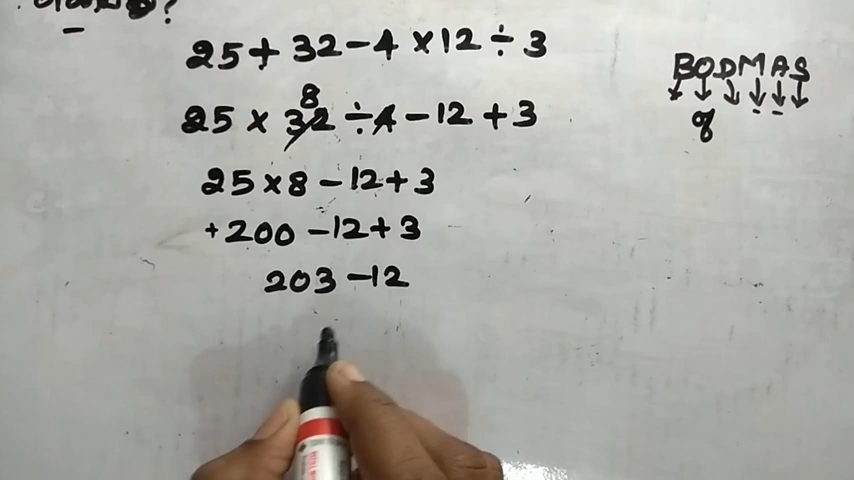 25 + 32 - 4 × 12 ÷ 3
BODMAS
25 × 32 ÷ 4 - 12 + 3
8
25 × 8 - 12 + 3
+200 - 12 + 3
203 - 12